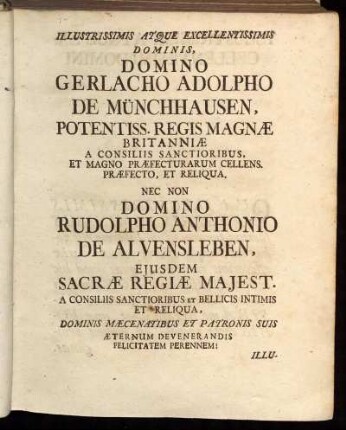 ILLUSTRISSIMIS ATQUE EXCELLENTISSIMIS
DOMINIS,
DOMINO
GERLACHO ADOLPHO
DE MÜNCHHAUSEN,
POTENTISS. REGIS MAGNÆ
BRITANNIÆ
A CONSILIIS SANCTIORIBUS,
ET MAGNO PRÆFECTURARUM CELLENS.
PRÆFECTO, ET RELIQUA,
NEC NON
DOMINO
RUDOLPHO ANTHONIO
DE ALVENSLEBEN,
EJUSDEM
SACRÆ REGIÆ MAJEST.
A CONSILIIS SANCTIORIBUS ET BELLICIS INTIMIS
ET RELIQUA,
DOMINIS MÆCENATIBUS ET PATRONIS SUIS
ÆTERNUM DEVENERANDIS
FELICITATEM PERENNEM!
ILLU-